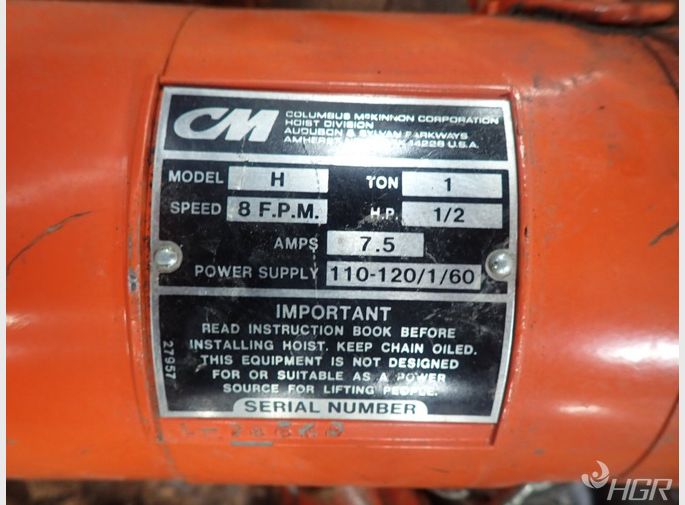 CM
COLUMBUS McKINNON CORPORATION
HOIST DIVISION
AUDUBON & SYLVAN PARKWAYS
AMHERST, 14228 U.S.A.
MODEL H TON 1
SPEED 8 F.P.M. H.P. 1/2
AMPS 7.5
POWER SUPPLY 110-120/1/60
IMPORTANT
READ INSTRUCTION BOOK BEFORE
INSTALLING HOIST. KEEP CHAIN OILED.
THIS EQUIPMENT IS NOT DESIGNED
FOR OR SUITABLE AS A POWER
SOURCE FOR LIFTING PEOPLE.
27957
SERIAL NUMBER
HGR